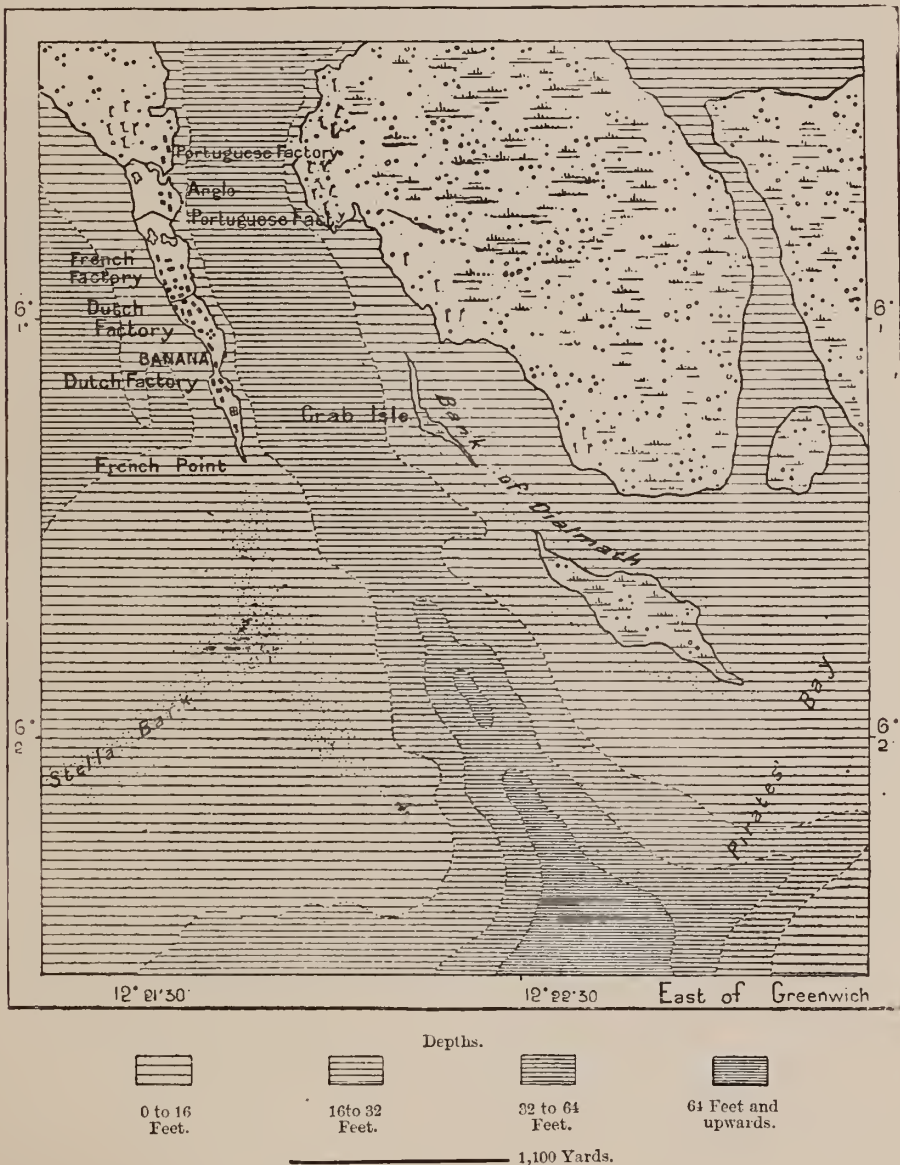 Portuguese Factory
Anglo
Portuguese Facty
French
Factory
6°
1'
6°
1'
Dutch
Factory
BANANA
Dutch Factory
Crab Isle
Bank of Dialmath
French Point
Stella Bank
6°
2'
6°
2'
Pirates' Bay
12° 21' 30"
12° 22' 30"
East of Greenwich
Depths.
0 to 16
Feet.
16 to 32
Feet.
32 to 64
Feet.
64 Feet and
upwards.
1,100 Yards.